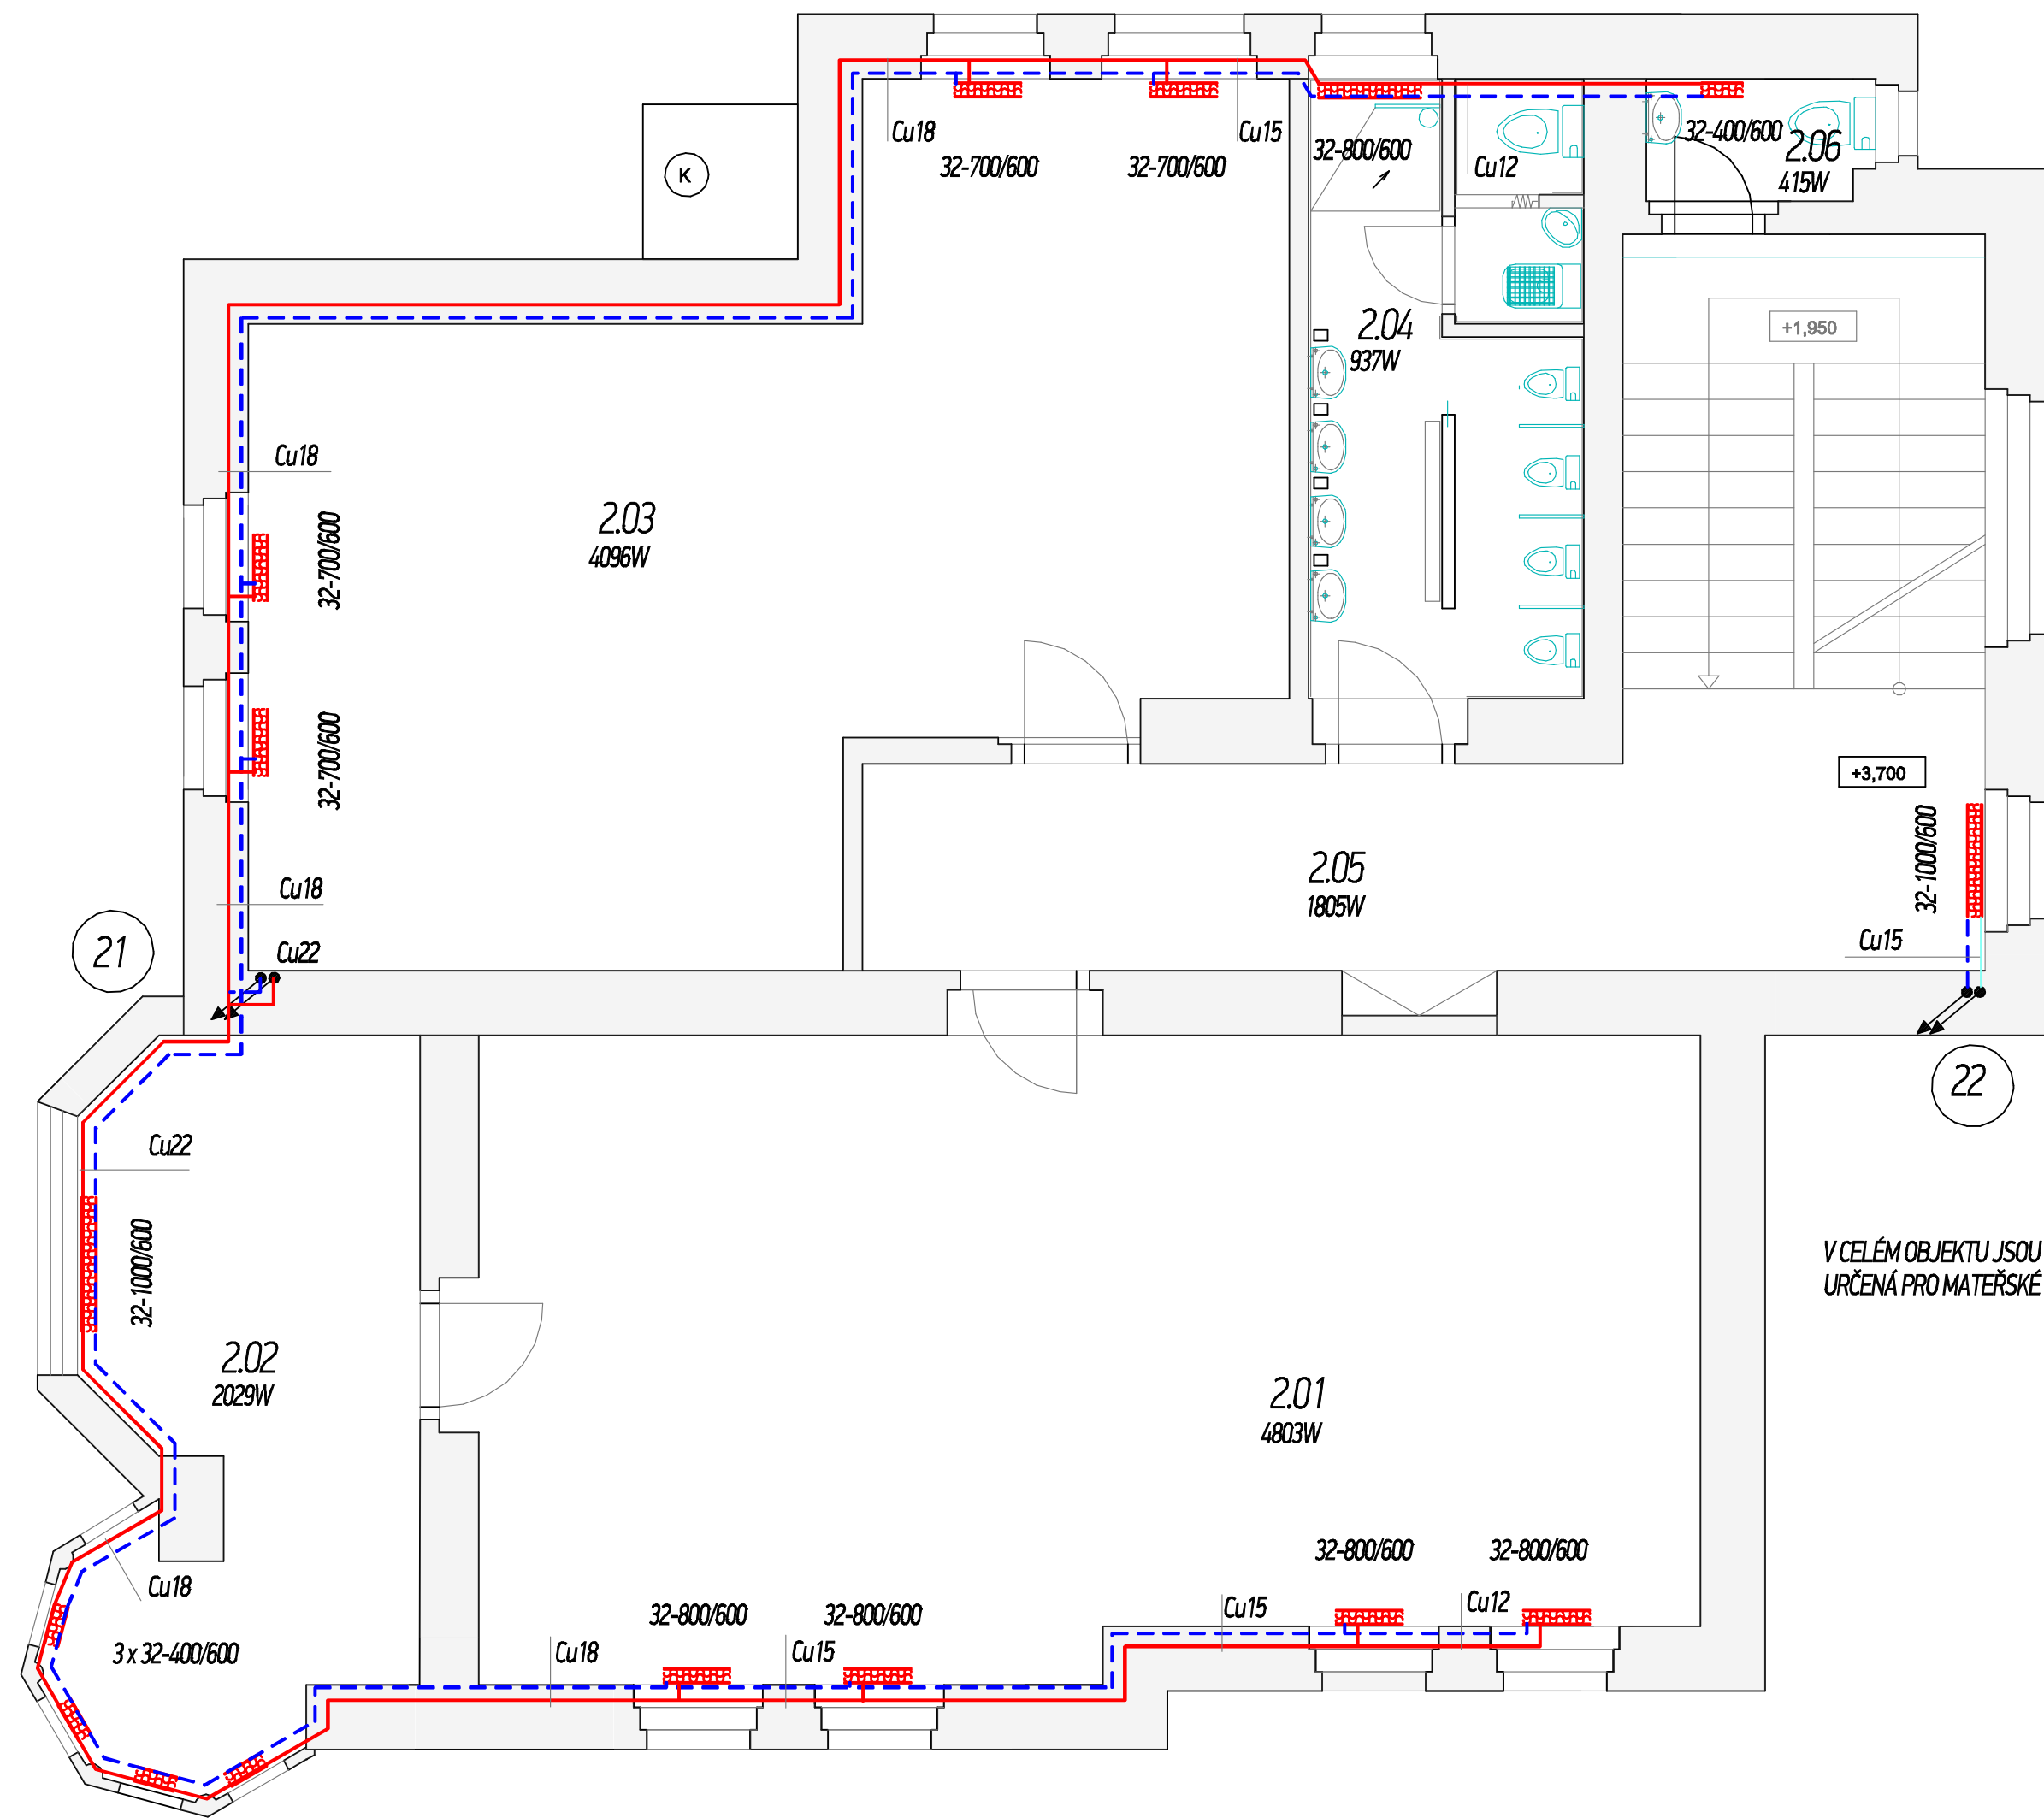 Cu18
Cu15
32-700/600
32-700/600
32-800/600
Cu12
32-400/600
2.06
415W
K
2.04
937W
+1,950
Cu18
32-700/600
2.03
4096W
32-700/600
+3,700
32-1000/600
2.05
1805W
Cu18
Cu15
21
Cu22
22
Cu22
32-1000/600
V CELÉM OBJEKTU JSOU
URČENÁ PRO MATEŘSKÉ
2.02
2029W
2.01
4803W
32-800/600
32-800/600
Cu18
Cu15
Cu12
32-800/600
32-800/600
3 x 32-400/600
Cu18
Cu15